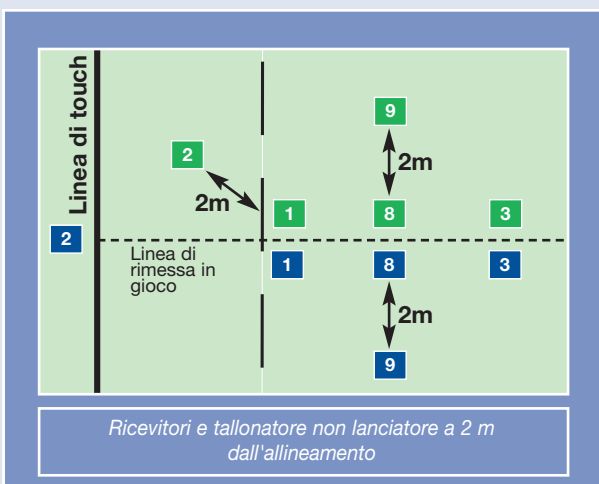 Linea di touch
9
2
2m
2m
1
8
3
2
Linea di
rimessa in
gioco
1
8
3
2m
9
Ricevitori e tallonatore non lanciatore a 2 m
dall'allineamento